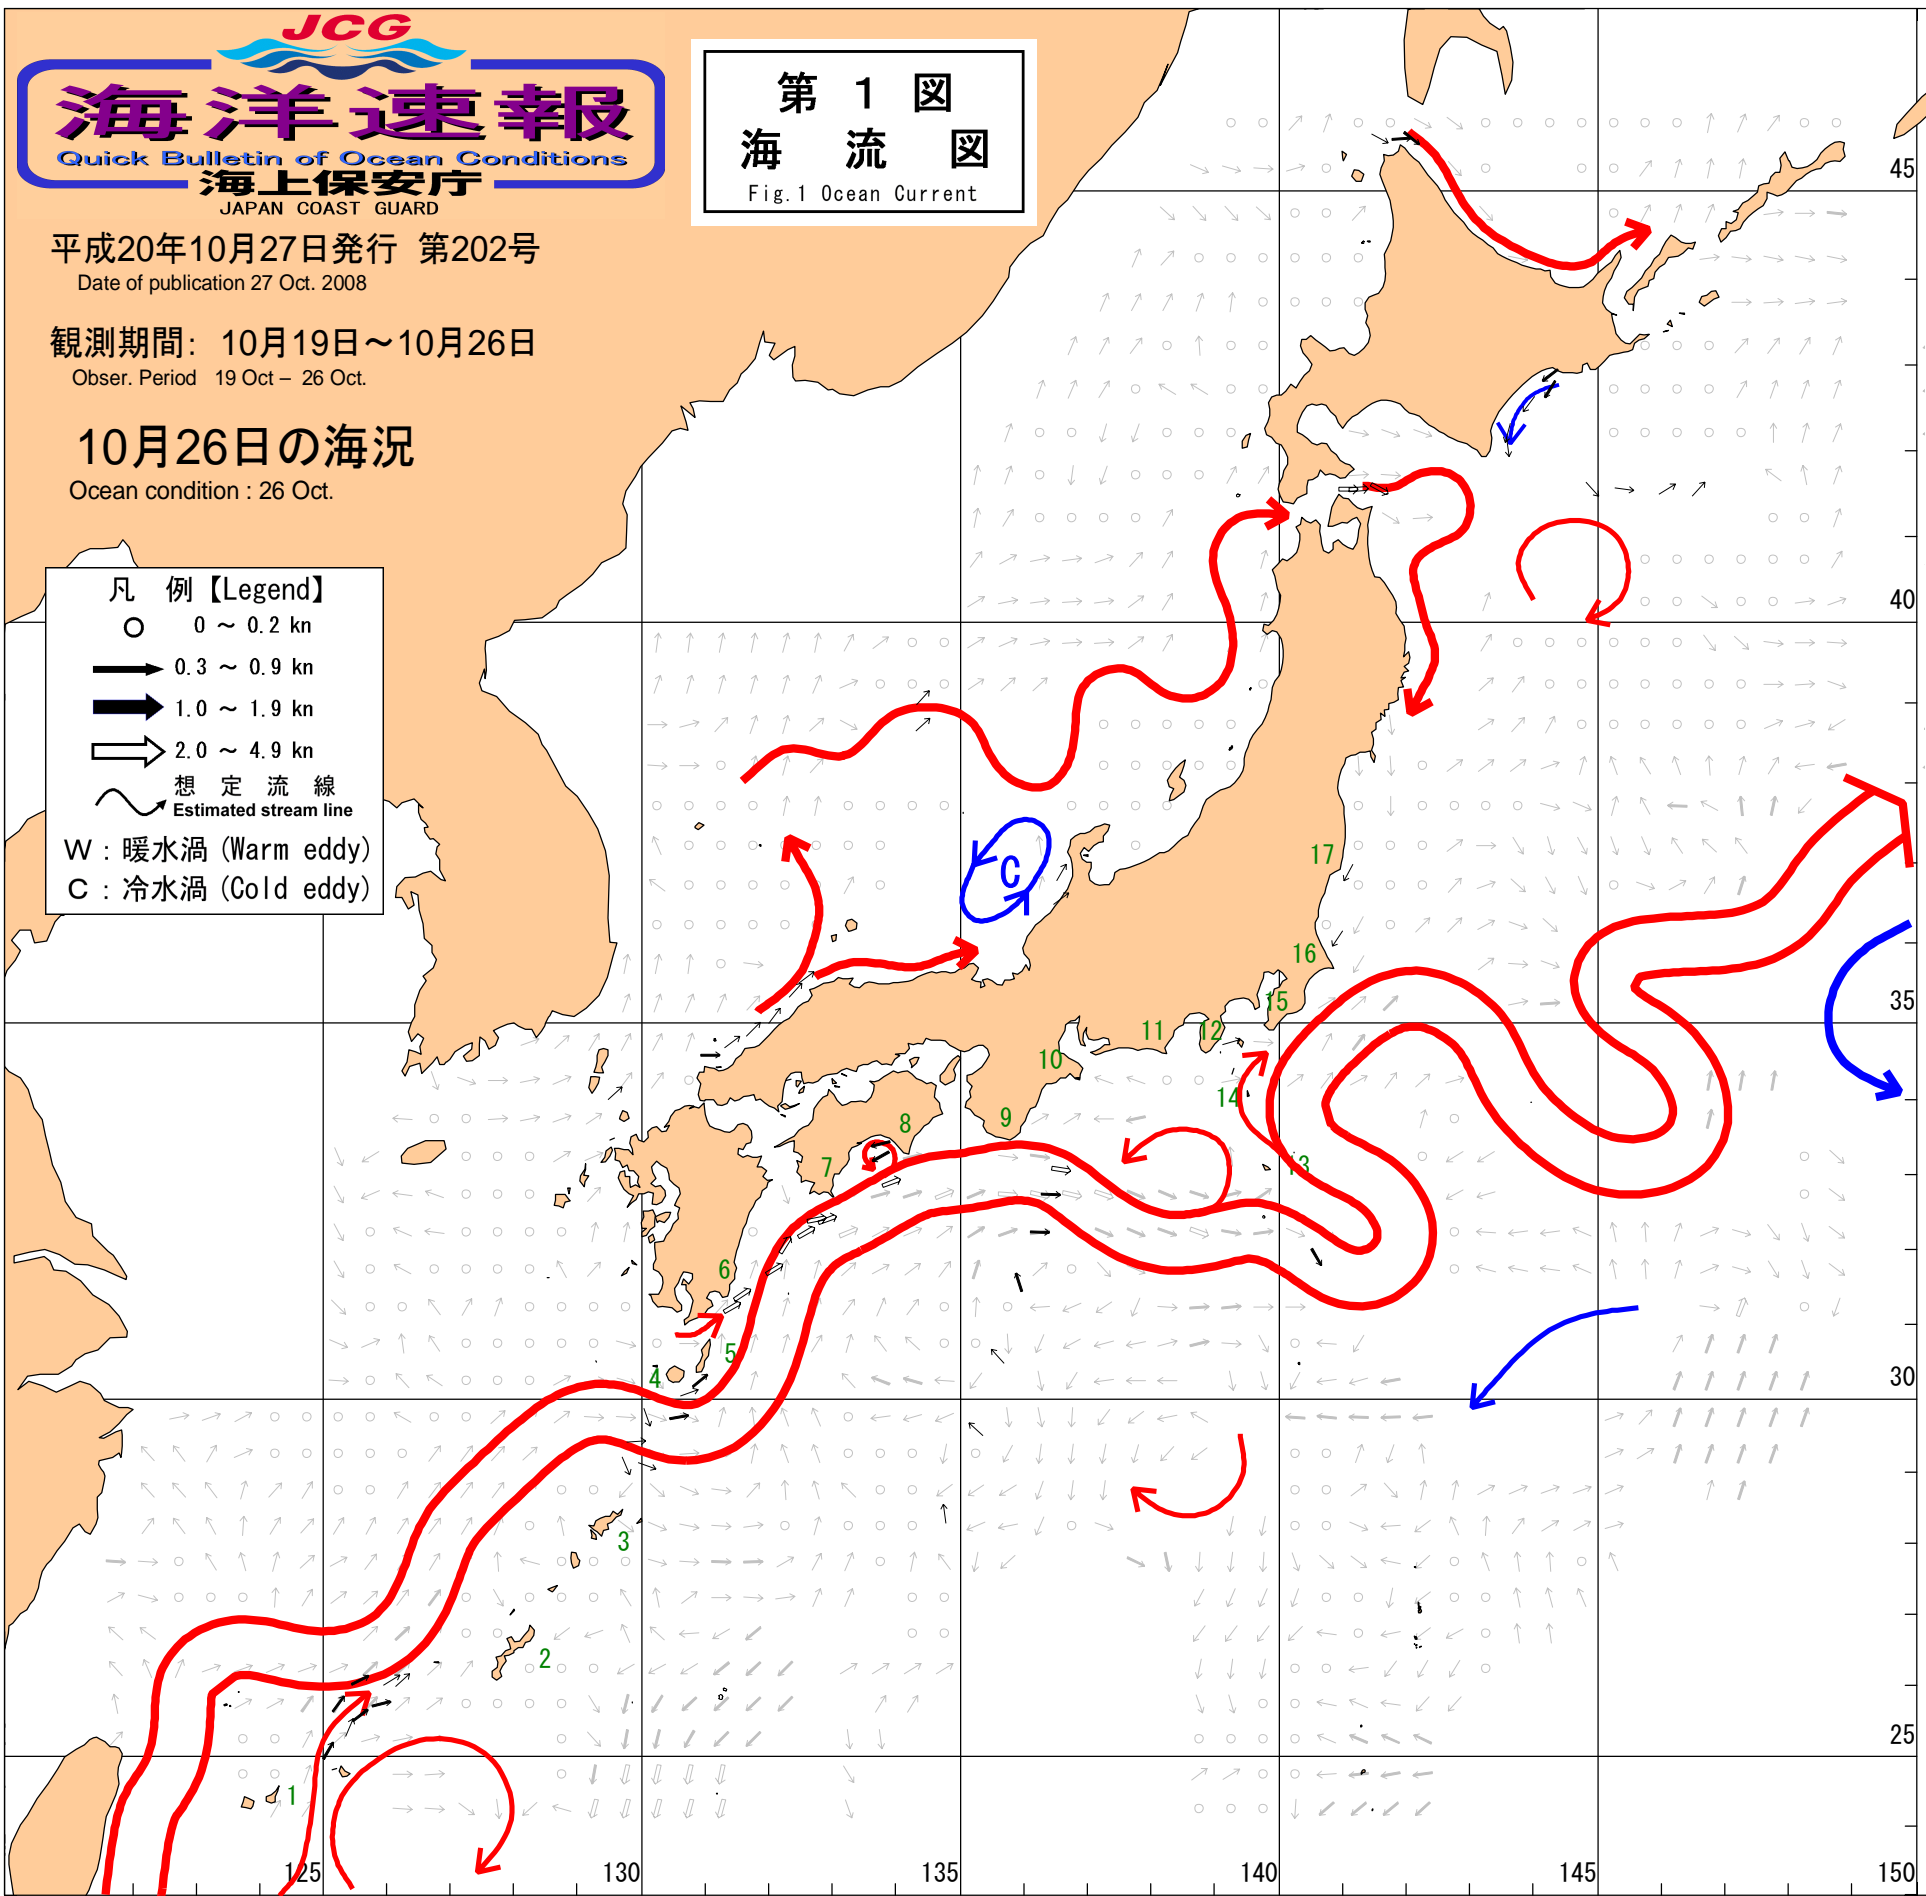 JCG
海洋速報
Quick Bulletin of Ocean Conditions
海上保安庁
JAPAN COAST GUARD
平成20年10月27日発行 第202号
Date of publication 27 Oct. 2008
観測期間: 10月19日～10月26日
Obser. Period 19 Oct – 26 Oct.
10月26日の海況
Ocean condition : 26 Oct.
第 1 図
海 流 図
Fig.1 Ocean Current
凡 例【Legend】
0 ～ 0.2 kn
0.3 ～ 0.9 kn
1.0 ～ 1.9 kn
2.0 ～ 4.9 kn
想 定 流 線
Estimated stream line
W : 暖水渦 (Warm eddy)
C : 冷水渦 (Cold eddy)
45
40
17
C
16
15
35
11
12
10
14
9
8
13
7
6
5
4
30
3
2
25
1
125
130
135
140
145
150